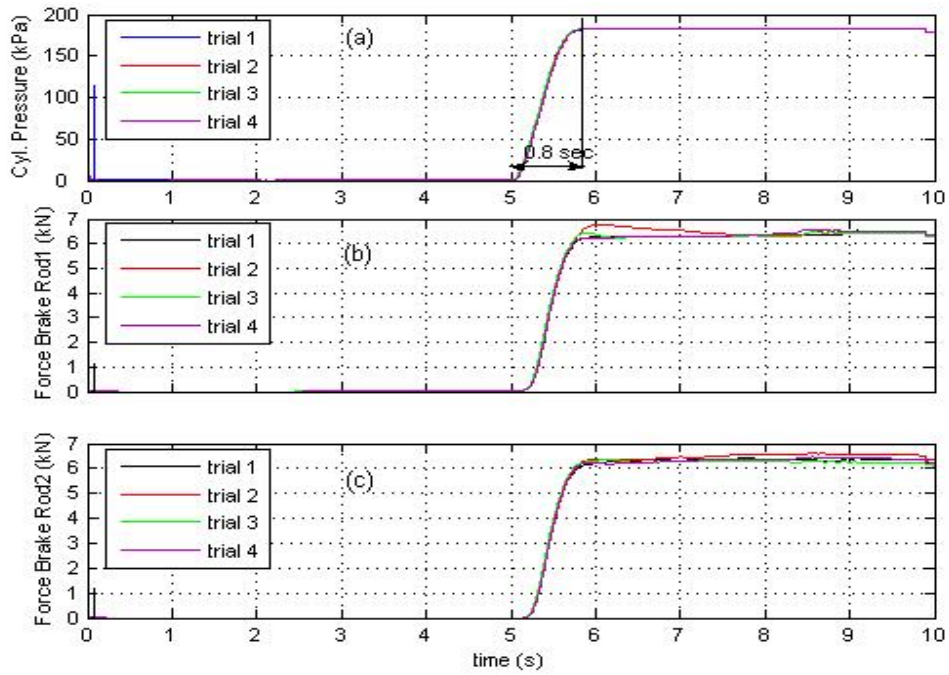 Cyl. Pressure (kPa)
200
150
100
50
0
trial 1
trial 2
trial 3
trial 4
(a)
0.8 sec
0 1 2 3 4 5 6 7 8 9 10
Force Brake Rod1 (kN)
7
6
5
4
3
2
1
0
trial 1
trial 2
trial 3
trial 4
(b)
0 1 2 3 4 5 6 7 8 9 10
Force Brake Rod2 (kN)
7
6
5
4
3
2
1
0
trial 1
trial 2
trial 3
trial 4
(c)
0 1 2 3 4 5 6 7 8 9 10
time (s)